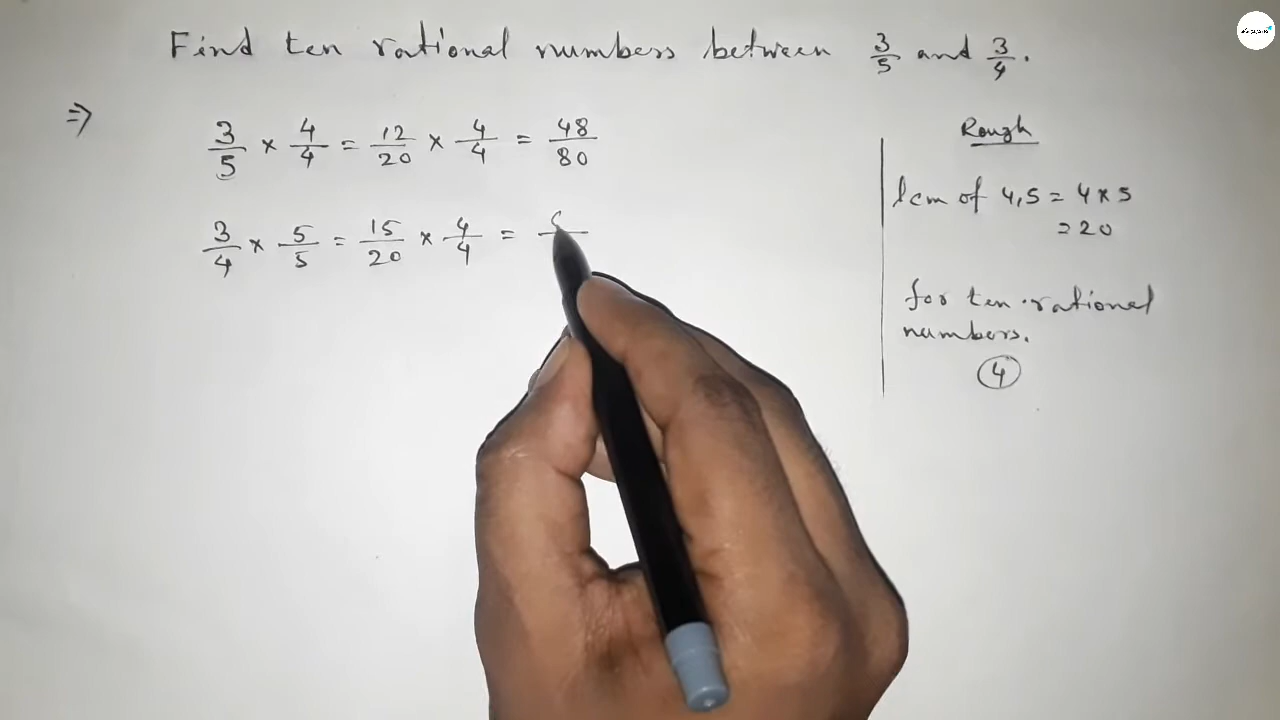 Find ten rational numbers between 3/5 and 3/4.
⇒ 3/5 × 4/4 = 12/20 × 4/4 = 48/80
3/4 × 5/5 = 15/20 × 4/4 =
Rough
lcm of 4,5 = 4×5
=20
for ten rational
numbers.
4